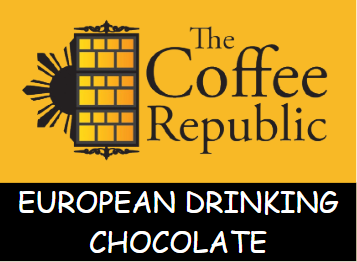 The
Coffee
Republic
EUROPEAN DRINKING
CHOCOLATE